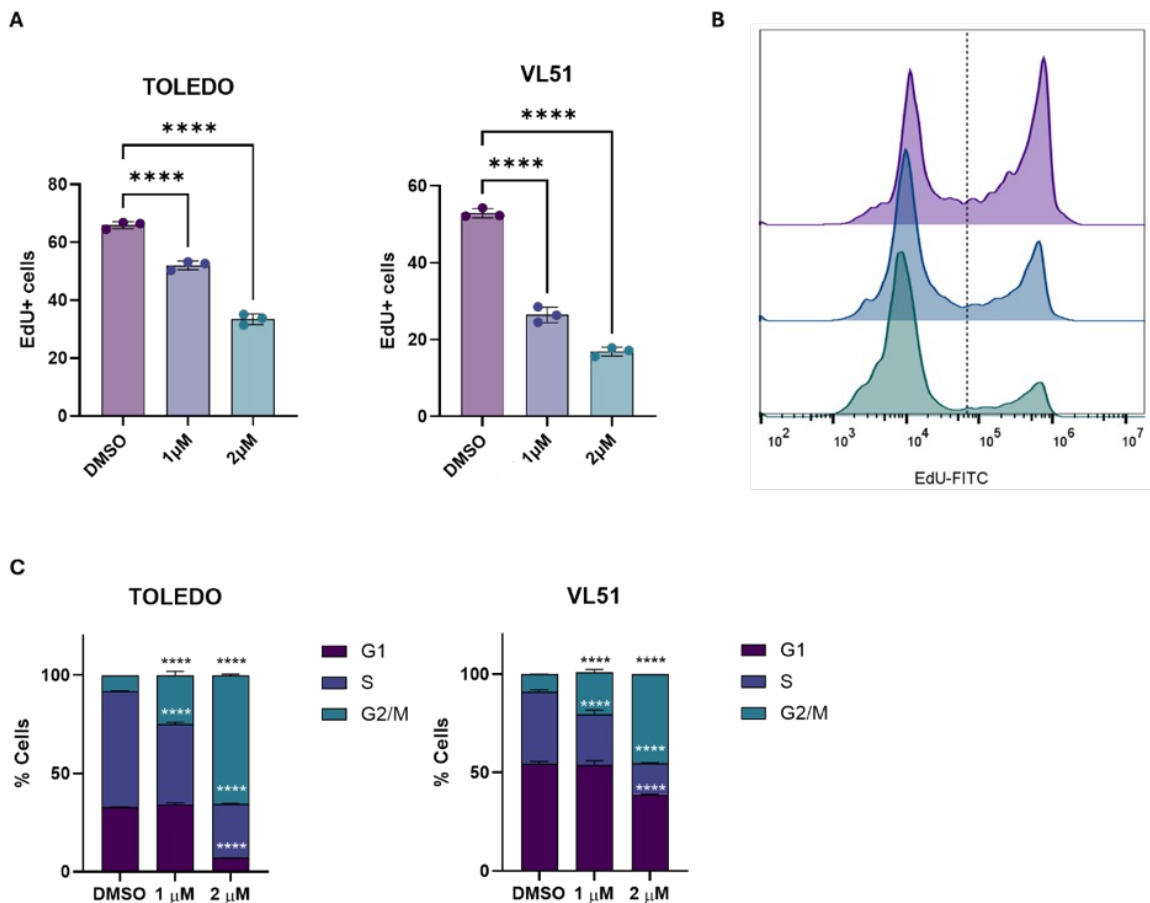 A
B
TOLEDO
VL51
****
****
****
****
EdU+ cells
80
60
40
20
0
DMSO
1μM
2μM
EdU+ cells
60
40
20
0
DMSO
1μM
2μM
10² 10³ 10⁴ 10⁵ 10⁶ 10⁷
EdU-FITC
C
TOLEDO
% Cells
100
50
0
**** ****
****
****
****
DMSO 1 μM 2 μM
G1
S
G2/M
VL51
% Cells
100
50
0
**** ****
****
****
****
DMSO 1 μM 2 μM
G1
S
G2/M